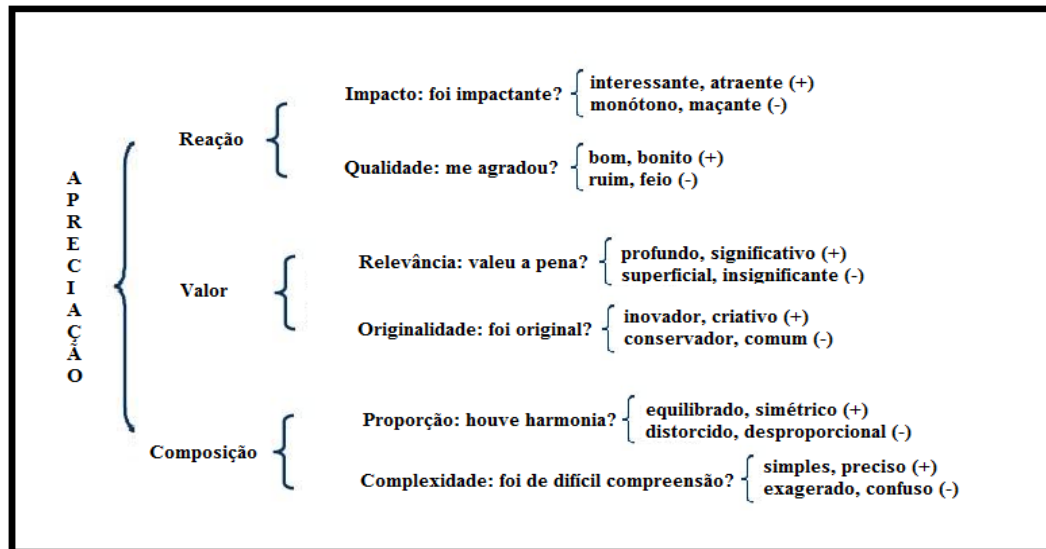 APRECIAÇÃO
Reação
Impacto: foi impactante?
interessante, atraente (+)
monótono, maçante (-)
Qualidade: me agradou?
bom, bonito (+)
ruim, feio (-)
Valor
Relevância: valeu a pena?
profundo, significativo (+)
superficial, insignificante (-)
Originalidade: foi original?
inovador, criativo (+)
conservador, comum (-)
Composição
Proporção: houve harmonia?
equilibrado, simétrico (+)
distorcido, desproporcional (-)
Complexidade: foi de difícil compreensão?
simples, preciso (+)
exagerado, confuso (-)